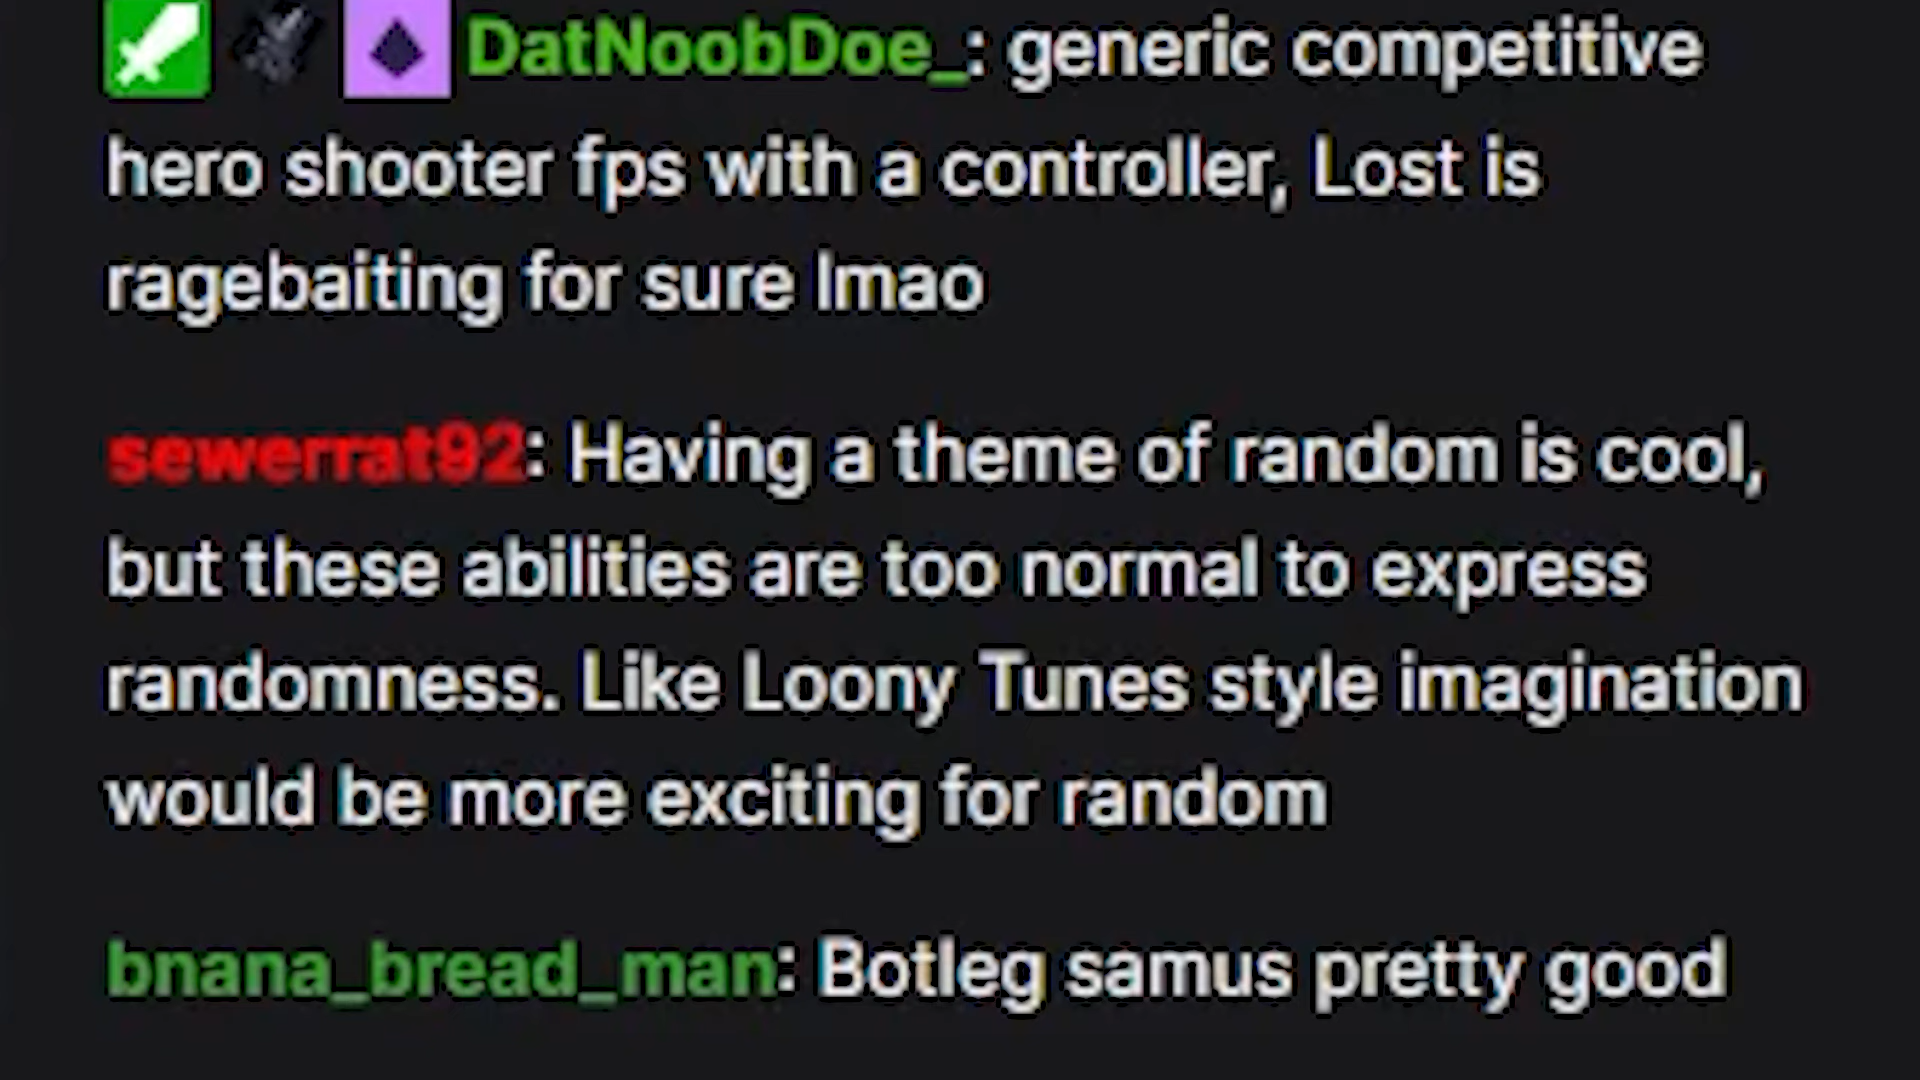 DatNoobDoe_: generic competitive
hero shooter fps with a controller, Lost is
ragebaiting for sure lmao
sewerrat92: Having a theme of random is cool,
but these abilities are too normal to express
randomness. Like Loony Tunes style imagination
would be more exciting for random
bnana_bread_man: Botleg samus pretty good